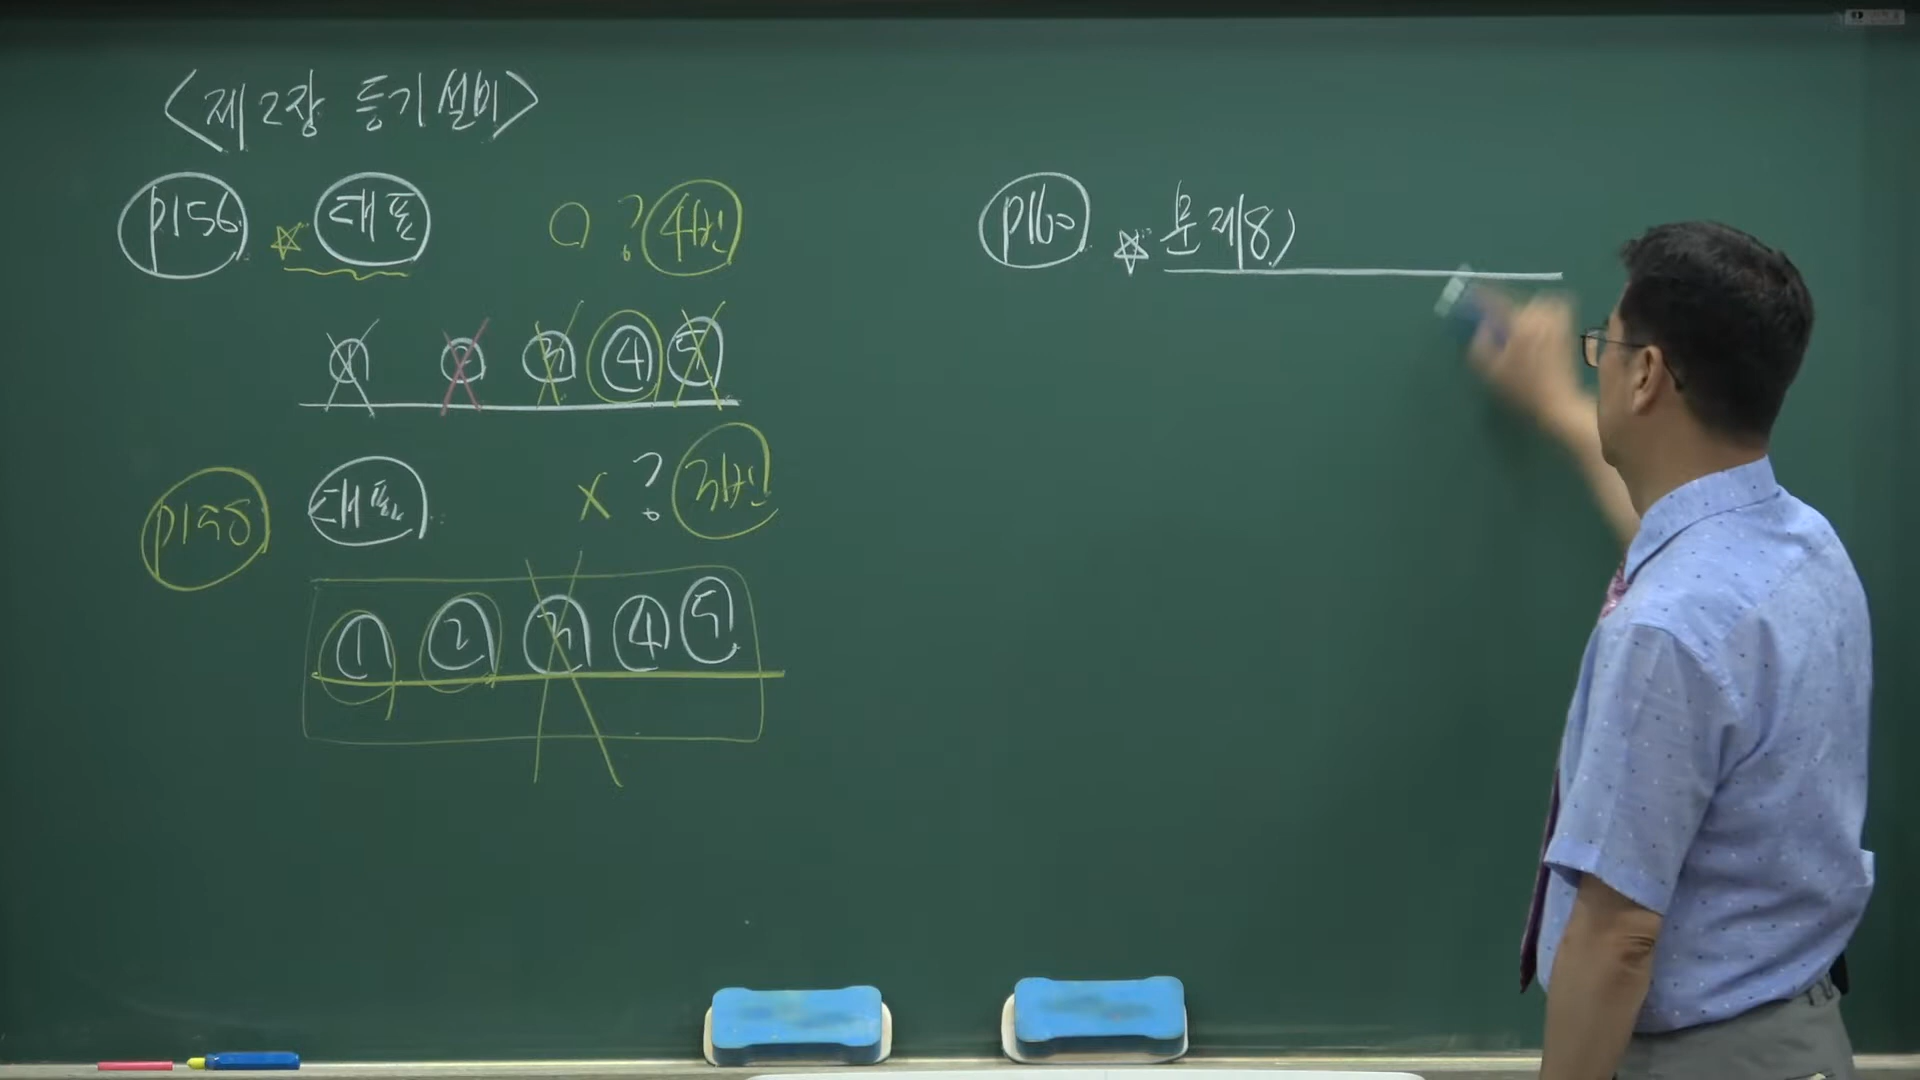 <제2장 등기설비>
p156 ☆ 대표 O ? 4번
① ② ③ ④ ⑤
p158 대표 X ? 3번
① ② ③ ④ ⑤
p160 ☆ 문제8)